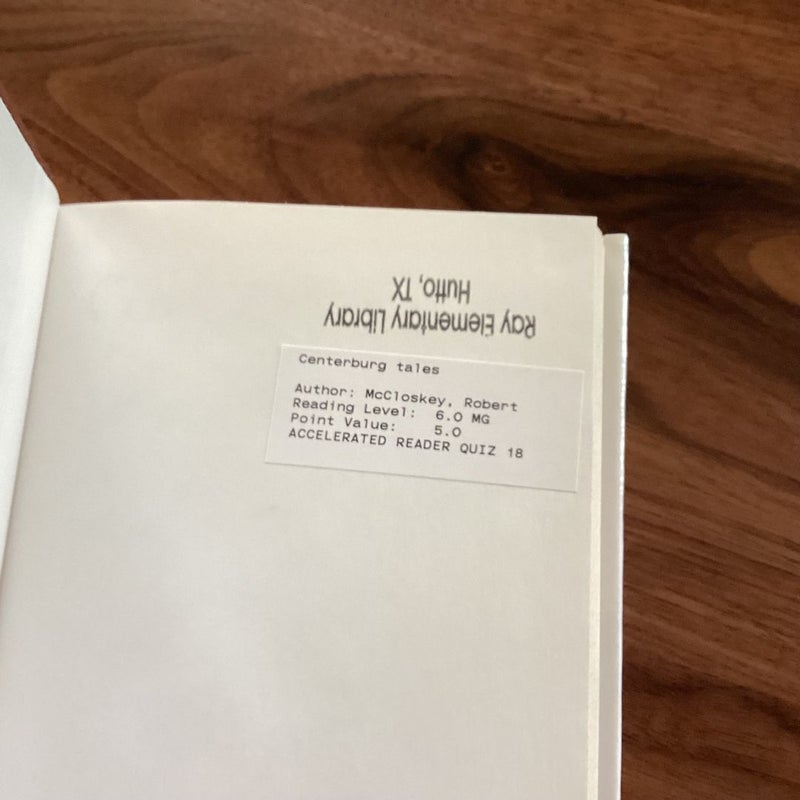 Ray Elementary Library
Hutto, TX
Centerburg tales
Author: McCloskey, Robert
Reading Level: 6.0 MG
Point Value: 5.0
ACCELERATED READER QUIZ 18